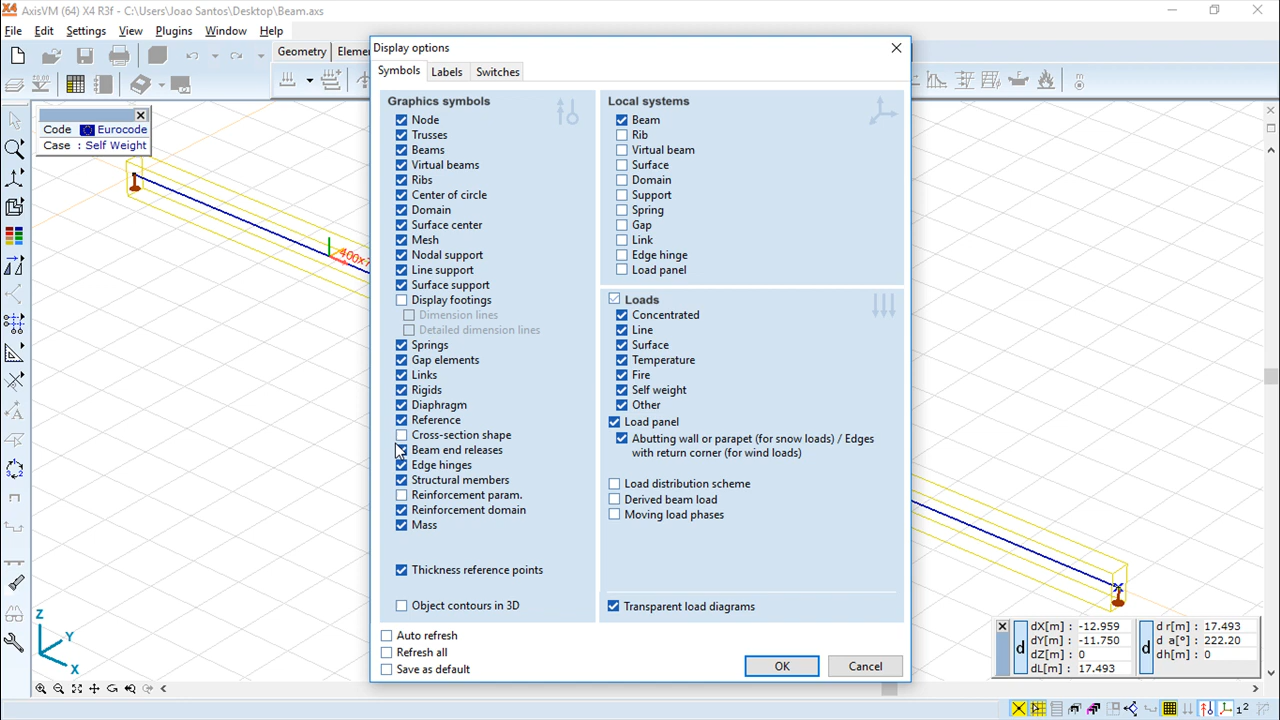 AxisVM (64) X4 R3f - C:\Users\Joao Santos\Desktop\Beam.axs
File Edit Settings View Plugins Window Help
Geometry
Code Eurocode
Case : Self Weight
400x
Display options
Symbols Labels Switches
Graphics symbols
Node
Trusses
Beams
Virtual beams
Ribs
Center of circle
Domain
Surface center
Mesh
Nodal support
Line support
Surface support
Display footings
Dimension lines
Detailed dimension lines
Springs
Gap elements
Links
Rigids
Diaphragm
Reference
Cross-section shape
Beam end releases
Edge hinges
Structural members
Reinforcement param.
Reinforcement domain
Mass
Thickness reference points
Object contours in 3D
Local systems
Beam
Rib
Virtual beam
Surface
Domain
Support
Spring
Gap
Link
Edge hinge
Load panel
Loads
Concentrated
Line
Surface
Temperature
Fire
Self weight
Other
Load panel
Abutting wall or parapet (for snow loads) / Edges
with return corner (for wind loads)
Load distribution scheme
Derived beam load
Moving load phases
Transparent load diagrams
Auto refresh
Refresh all
Save as default
OK Cancel
Z
Y
X
d
dX[m] : -12.959
dY[m] : -11.750
dZ[m] : 0
dL[m] : 17.493
d
d r[m] : 17.493
d a[°] : 222.20
dh[m] : 0